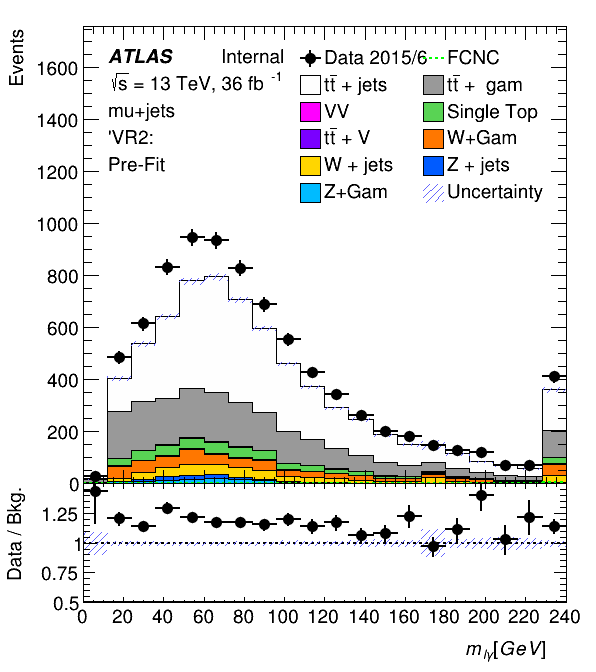 Events
ATLAS Internal
√s = 13 TeV, 36 fb -1
mu+jets
'VR2:
Pre-Fit
Data 2015/6 FCNC
tt̄ + jets tt̄ + gam
VV Single Top
tt̄ + V W+Gam
W + jets Z + jets
Z+Gam Uncertainty
1600
1400
1200
1000
800
600
400
200
0
Data / Bkg.
1.25
1
0.75
0.5
0 20 40 60 80 100 120 140 160 180 200 220 240
m_lγ[GeV]